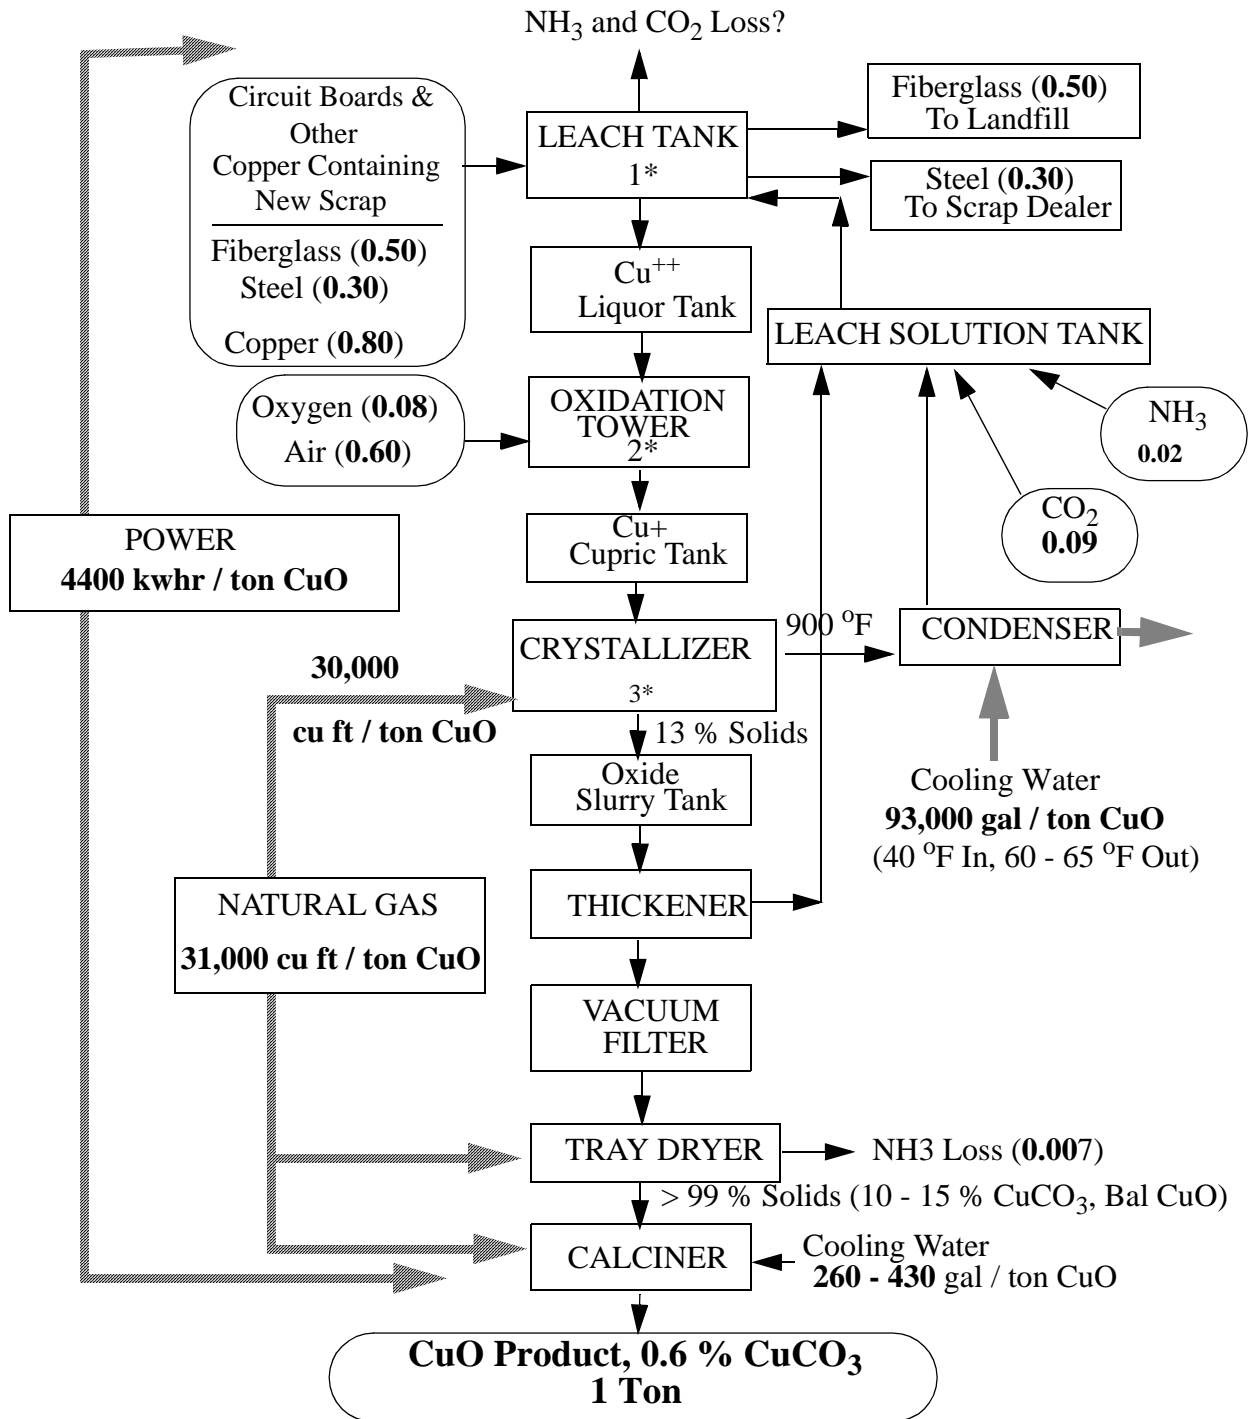 NH3 and CO2 Loss?
Circuit Boards &
Other
Copper Containing
New Scrap
Fiberglass (0.50)
Steel (0.30)
Copper (0.80)
LEACH TANK
1*
Fiberglass (0.50)
To Landfill
Steel (0.30)
To Scrap Dealer
Cu++
Liquor Tank
LEACH SOLUTION TANK
Oxygen (0.08)
Air (0.60)
OXIDATION
TOWER
2*
NH3
0.02
CO2
0.09
POWER
4400 kwhr / ton CuO
Cu+
Cupric Tank
CRYSTALLIZER
3*
900 oF
CONDENSER
30,000
cu ft / ton CuO
13 % Solids
Oxide
Slurry Tank
Cooling Water
93,000 gal / ton CuO
(40 oF In, 60 - 65 oF Out)
NATURAL GAS
31,000 cu ft / ton CuO
THICKENER
VACUUM
FILTER
TRAY DRYER
NH3 Loss (0.007)
> 99 % Solids (10 - 15 % CuCO3, Bal CuO)
CALCINER
Cooling Water
260 - 430 gal / ton CuO
CuO Product, 0.6 % CuCO3
1 Ton